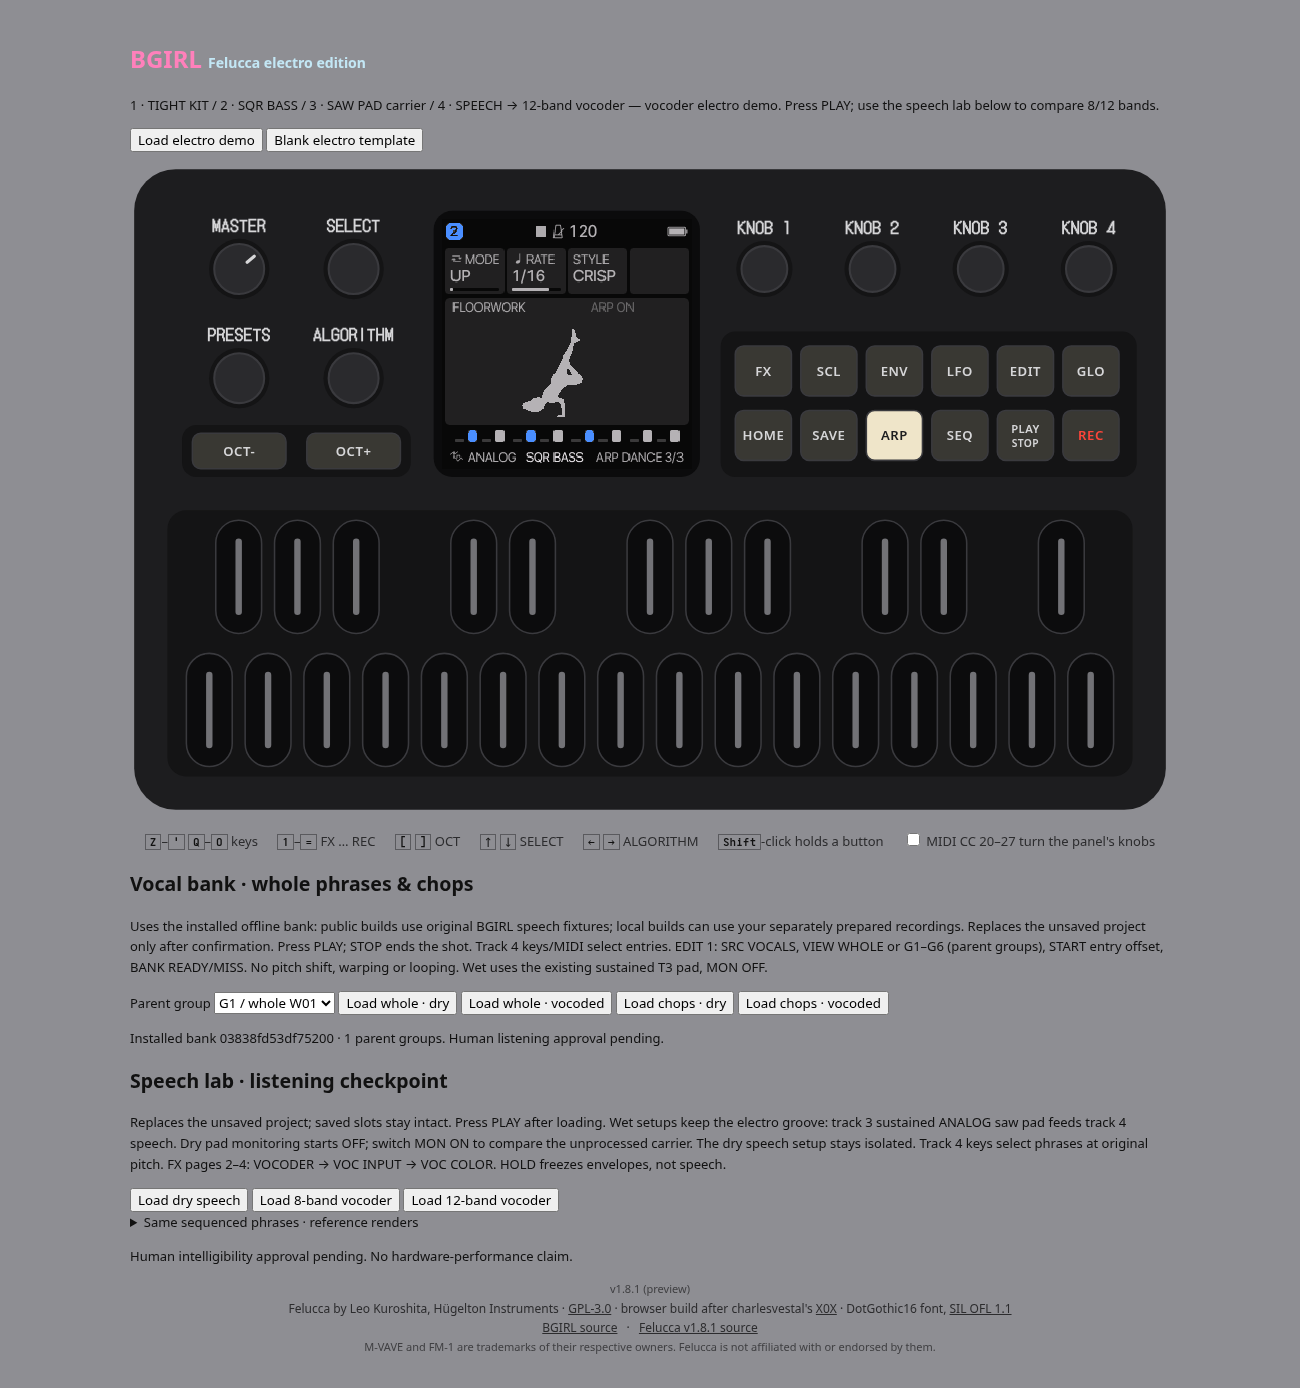 BGIRL Felucca electro edition
1 · TIGHT KIT / 2 · SQR BASS / 3 · SAW PAD carrier / 4 · SPEECH → 12-band vocoder — vocoder electro demo. Press PLAY; use the speech lab below to compare 8/12 bands.
Load electro demo Blank electro template
MASTER SELECT KNOB 1 KNOB 2 KNOB 3 KNOB 4
2 120
MODE RATE STYLE
UP 1/16 CRISP
FLOORWORK ARP ON
PRESETS ALGORITHM
FX SCL ENV LFO EDIT GLO
HOME SAVE ARP SEQ PLAY STOP REC
OCT- OCT+
ANALOG SQR BASS ARP DANCE 3/3
Z–' Q–O keys 1–= FX … REC [ ] OCT ↑ ↓ SELECT ← → ALGORITHM Shift-click holds a button MIDI CC 20–27 turn the panel's knobs
Vocal bank · whole phrases & chops
Uses the installed offline bank: public builds use original BGIRL speech fixtures; local builds can use your separately prepared recordings. Replaces the unsaved project
only after confirmation. Press PLAY; STOP ends the shot. Track 4 keys/MIDI select entries. EDIT 1: SRC VOCALS, VIEW WHOLE or G1–G6 (parent groups), START entry offset,
BANK READY/MISS. No pitch shift, warping or looping. Wet uses the existing sustained T3 pad, MON OFF.
Parent group G1 / whole W01 Load whole · dry Load whole · vocoded Load chops · dry Load chops · vocoded
Installed bank 03838fd53df75200 · 1 parent groups. Human listening approval pending.
Speech lab · listening checkpoint
Replaces the unsaved project; saved slots stay intact. Press PLAY after loading. Wet setups keep the electro groove: track 3 sustained ANALOG saw pad feeds track 4
speech. Dry pad monitoring starts OFF; switch MON ON to compare the unprocessed carrier. The dry speech setup stays isolated. Track 4 keys select phrases at original
pitch. FX pages 2–4: VOCODER → VOC INPUT → VOC COLOR. HOLD freezes envelopes, not speech.
Load dry speech Load 8-band vocoder Load 12-band vocoder
Same sequenced phrases · reference renders
Human intelligibility approval pending. No hardware-performance claim.
v1.8.1 (preview)
Felucca by Leo Kuroshita, Hügelton Instruments · GPL-3.0 · browser build after charlesvestal's X0X · DotGothic16 font, SIL OFL 1.1
BGIRL source · Felucca v1.8.1 source
M-VAVE and FM-1 are trademarks of their respective owners. Felucca is not affiliated with or endorsed by them.